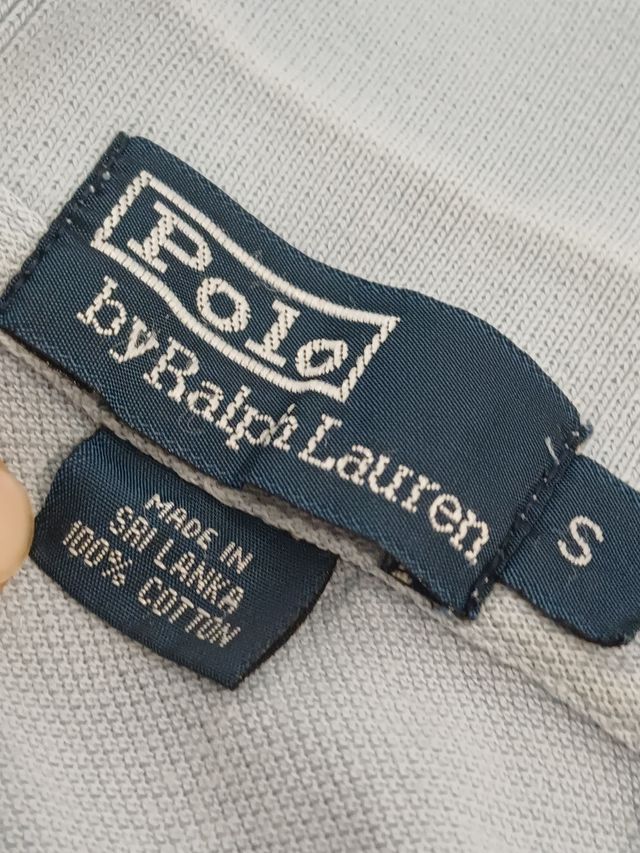 Polo
by Ralph Lauren
S
MADE IN
SRI LANKA
100% COTTON